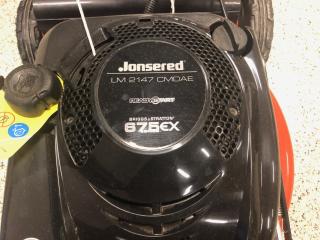 Jonsered
LM 2147 CMDAE
READYSTART
BRIGGS & STRATTON
675EX